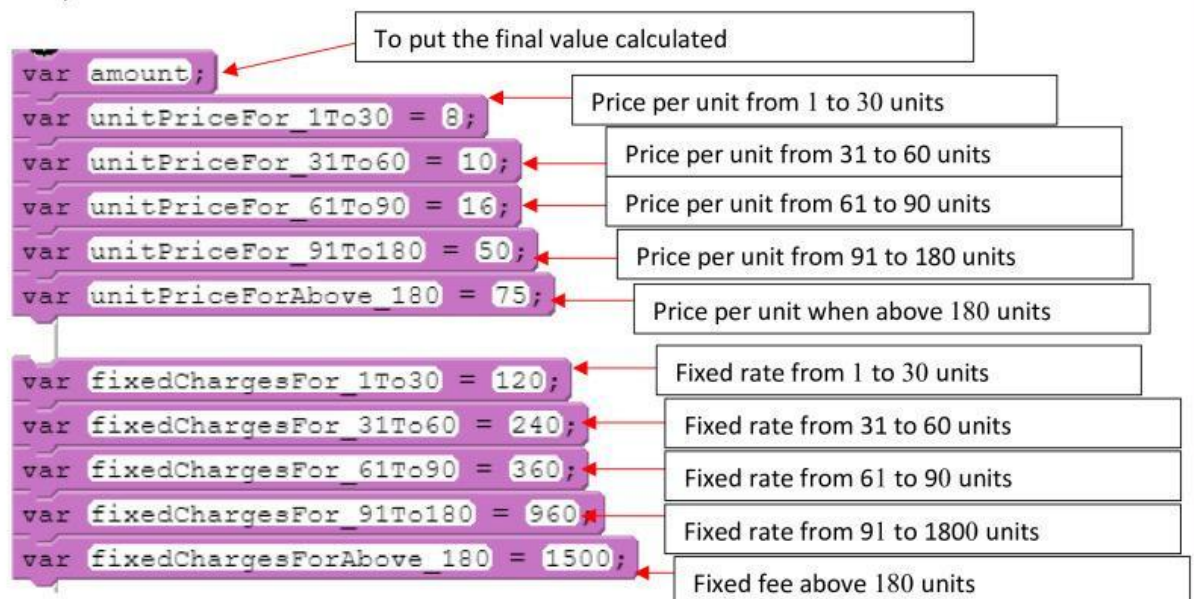 To put the final value calculated
var amount;
Price per unit from 1 to 30 units
var unitPriceFor_1To30 = 8;
Price per unit from 31 to 60 units
var unitPriceFor_31To60 = 10;
Price per unit from 61 to 90 units
var unitPriceFor_61To90 = 16;
Price per unit from 91 to 180 units
var unitPriceFor_91To180 = 50;
Price per unit when above 180 units
var unitPriceForAbove_180 = 75;
Fixed rate from 1 to 30 units
var fixedChargesFor_1To30 = 120;
Fixed rate from 31 to 60 units
var fixedChargesFor_31To60 = 240;
Fixed rate from 61 to 90 units
var fixedChargesFor_61To90 = 360;
Fixed rate from 91 to 1800 units
var fixedChargesFor_91To180 = 960;
Fixed fee above 180 units
var fixedChargesForAbove_180 = 1500;